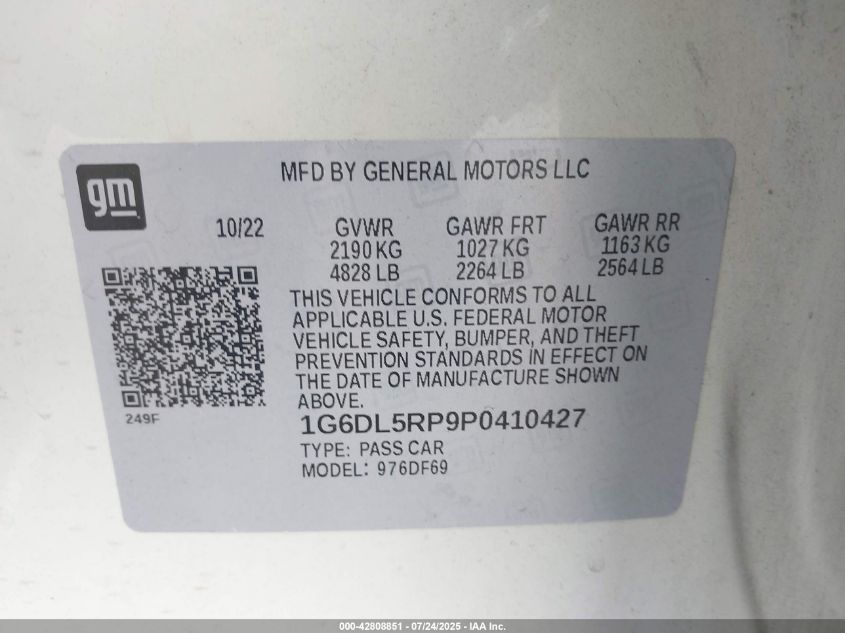 gm
MFD BY GENERAL MOTORS LLC
10/22 GVWR GAWR FRT GAWR RR
2190 KG 1027 KG 1163 KG
4828 LB 2264 LB 2564 LB
THIS VEHICLE CONFORMS TO ALL
APPLICABLE U.S. FEDERAL MOTOR
VEHICLE SAFETY, BUMPER, AND THEFT
PREVENTION STANDARDS IN EFFECT ON
THE DATE OF MANUFACTURE SHOWN
ABOVE.
249F
1G6DL5RP9P0410427
TYPE: PASS CAR
MODEL: 976DF69
000-42808851 - 07/24/2025 - IAA Inc.